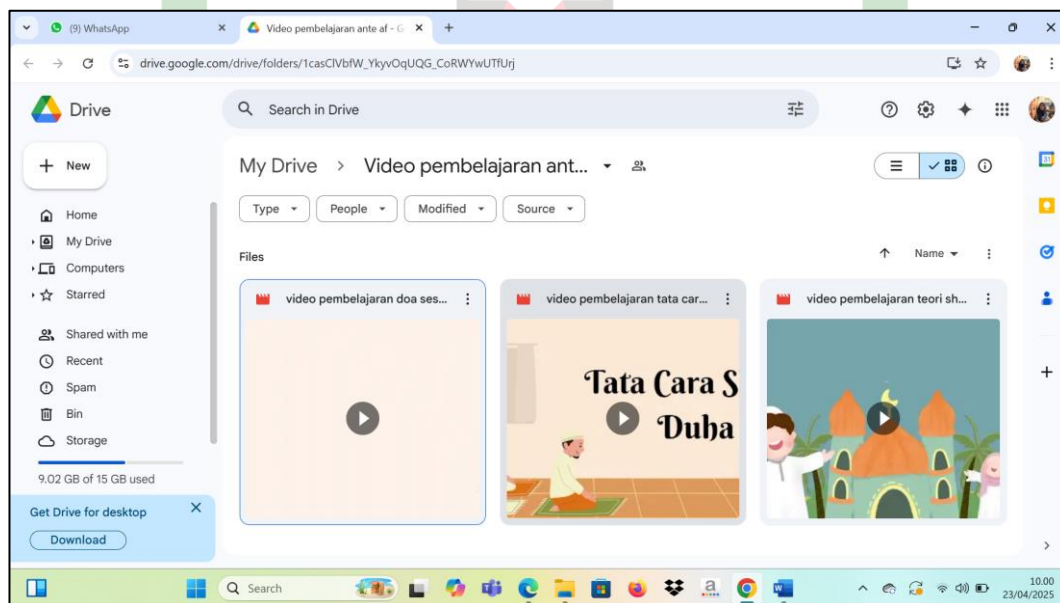 (9) WhatsApp
Video pembelajaran ante af - G
drive.google.com/drive/folders/1casClVbfW_YkyvOqUQG_CoRWYwUTfUrj
Drive
Search in Drive
New
My Drive > Video pembelajaran ant...
Type
People
Modified
Source
Home
My Drive
Computers
Starred
Shared with me
Recent
Spam
Bin
Storage
9.02 GB of 15 GB used
Get Drive for desktop
Download
Files
Name
video pembelajaran doa ses...
video pembelajaran tata car...
video pembelajaran teori sh...
Tata Cara S
Duha
31
Search
a
10.00
23/04/2025